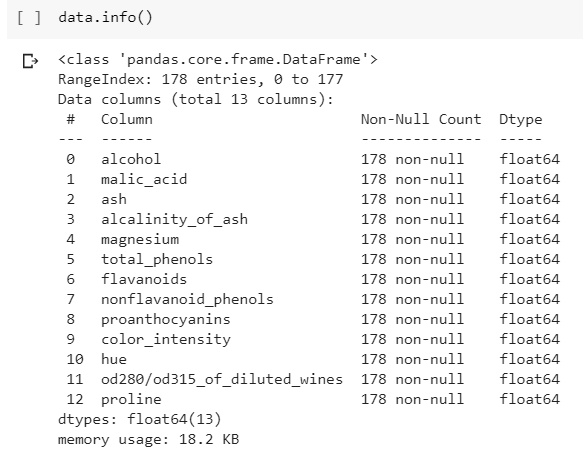 [ ] data.info()
<class 'pandas.core.frame.DataFrame'>
RangeIndex: 178 entries, 0 to 177
Data columns (total 13 columns):
 #   Column                        Non-Null Count  Dtype
---  ------                        --------------  -----
 0   alcohol                       178 non-null    float64
 1   malic_acid                    178 non-null    float64
 2   ash                           178 non-null    float64
 3   alcalinity_of_ash             178 non-null    float64
 4   magnesium                     178 non-null    float64
 5   total_phenols                 178 non-null    float64
 6   flavanoids                    178 non-null    float64
 7   nonflavanoid_phenols          178 non-null    float64
 8   proanthocyanins               178 non-null    float64
 9   color_intensity               178 non-null    float64
 10  hue                           178 non-null    float64
 11  od280/od315_of_diluted_wines  178 non-null    float64
 12  proline                       178 non-null    float64
dtypes: float64(13)
memory usage: 18.2 KB